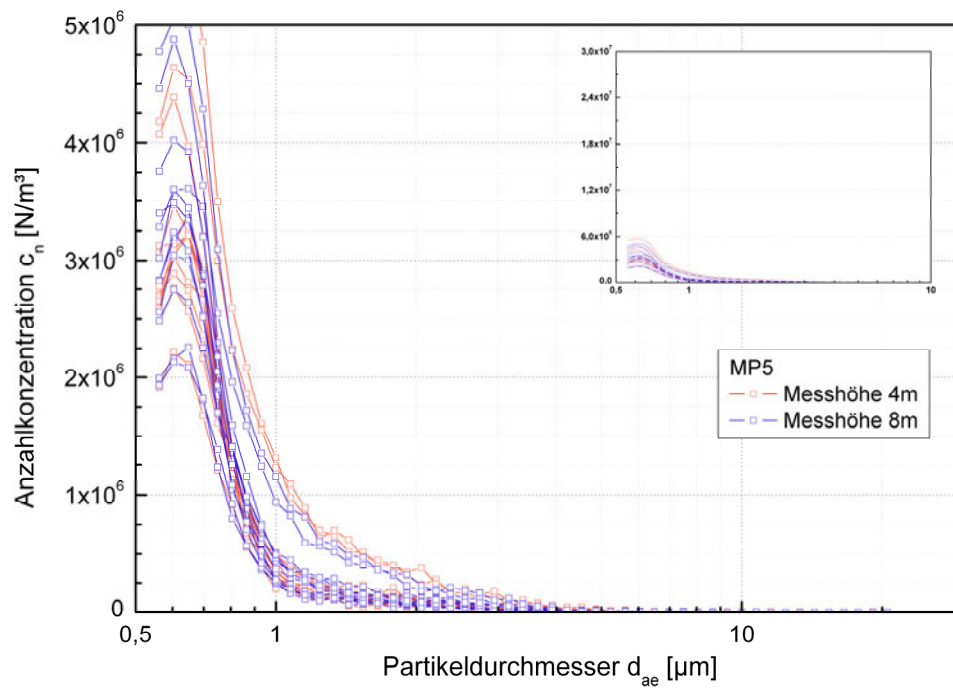 Anzahlkonzentration cₙ [N/m³]
5x10⁶
4x10⁶
3x10⁶
2x10⁶
1x10⁶
0
0,5
1
10
Partikeldurchmesser d_ae [µm]
3,0x10⁷
2,4x10⁷
1,8x10⁷
1,2x10⁷
6,0x10⁶
0.0
0,5
1
10
MP5
Messhöhe 4m
Messhöhe 8m